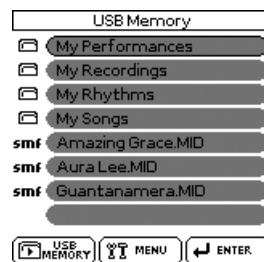 USB Memory
My Performances
My Recordings
My Rhythms
My Songs
smf Amazing Grace.MID
smf Aura Lee.MID
smf Guantanamera.MID
USB MEMORY MENU ENTER